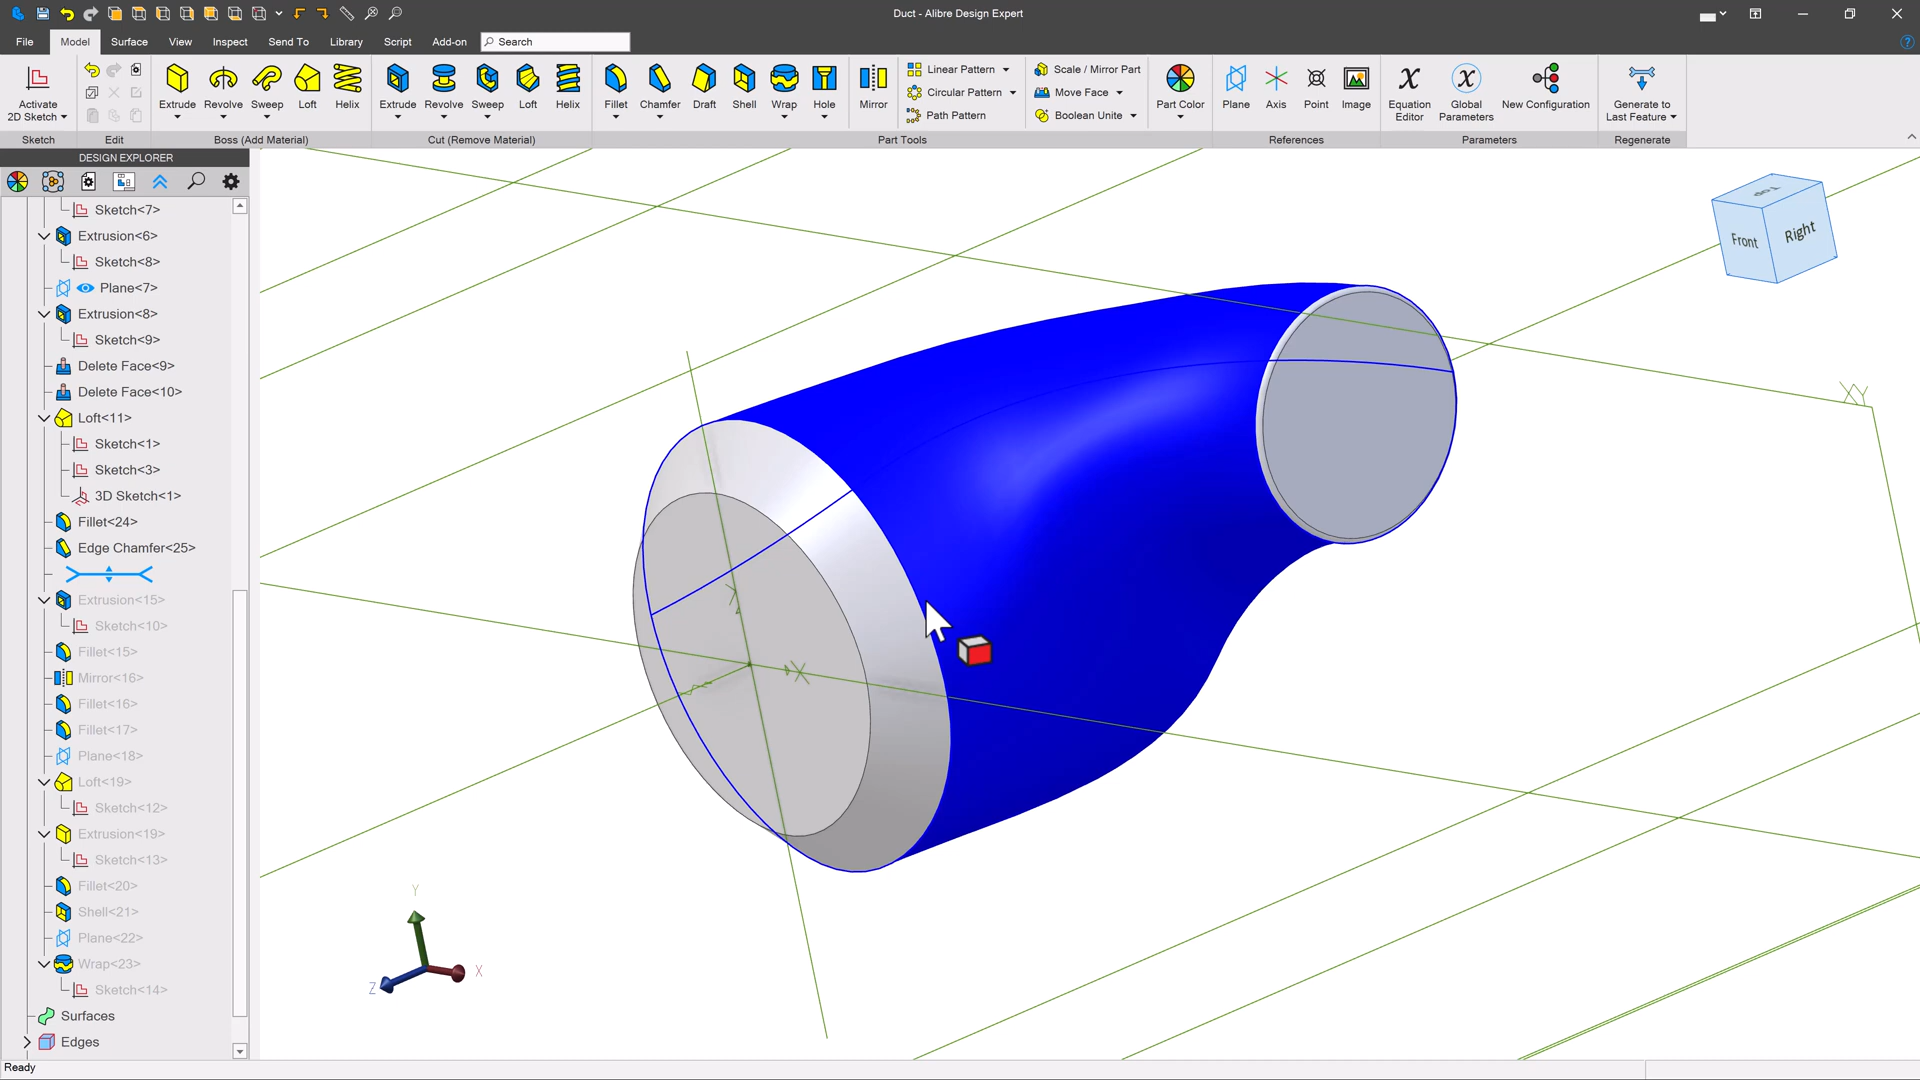 Duct - Alibre Design Expert
File Model Surface View Inspect Send To Library Script Add-on Search
Activate 2D Sketch
Extrude Revolve Sweep Loft Helix
Extrude Revolve Sweep Loft Helix
Fillet Chamfer Draft Shell Wrap Hole
Mirror
Linear Pattern
Circular Pattern
Path Pattern
Scale / Mirror Part
Move Face
Boolean Unite
Part Color
Plane Axis Point Image
Equation Editor
Global Parameters
New Configuration
Generate to Last Feature
Sketch Edit Boss (Add Material) Cut (Remove Material) Part Tools References Parameters Regenerate
DESIGN EXPLORER
Sketch<7>
Extrusion<6>
Sketch<8>
Plane<7>
Extrusion<8>
Sketch<9>
Delete Face<9>
Delete Face<10>
Loft<11>
Sketch<1>
Sketch<3>
3D Sketch<1>
Fillet<24>
Edge Chamfer<25>
Extrusion<15>
Sketch<10>
Fillet<15>
Mirror<16>
Fillet<16>
Fillet<17>
Plane<18>
Loft<19>
Sketch<12>
Extrusion<19>
Sketch<13>
Fillet<20>
Shell<21>
Plane<22>
Wrap<23>
Sketch<14>
Surfaces
Edges
Top
Front Right
XY
X
Y
X
Z
Ready